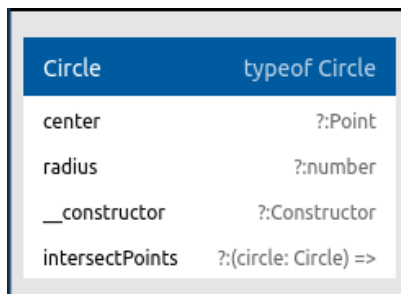 Circle typeof Circle
center ?:Point
radius ?:number
__constructor ?:Constructor
intersectPoints ?:(circle: Circle) =>